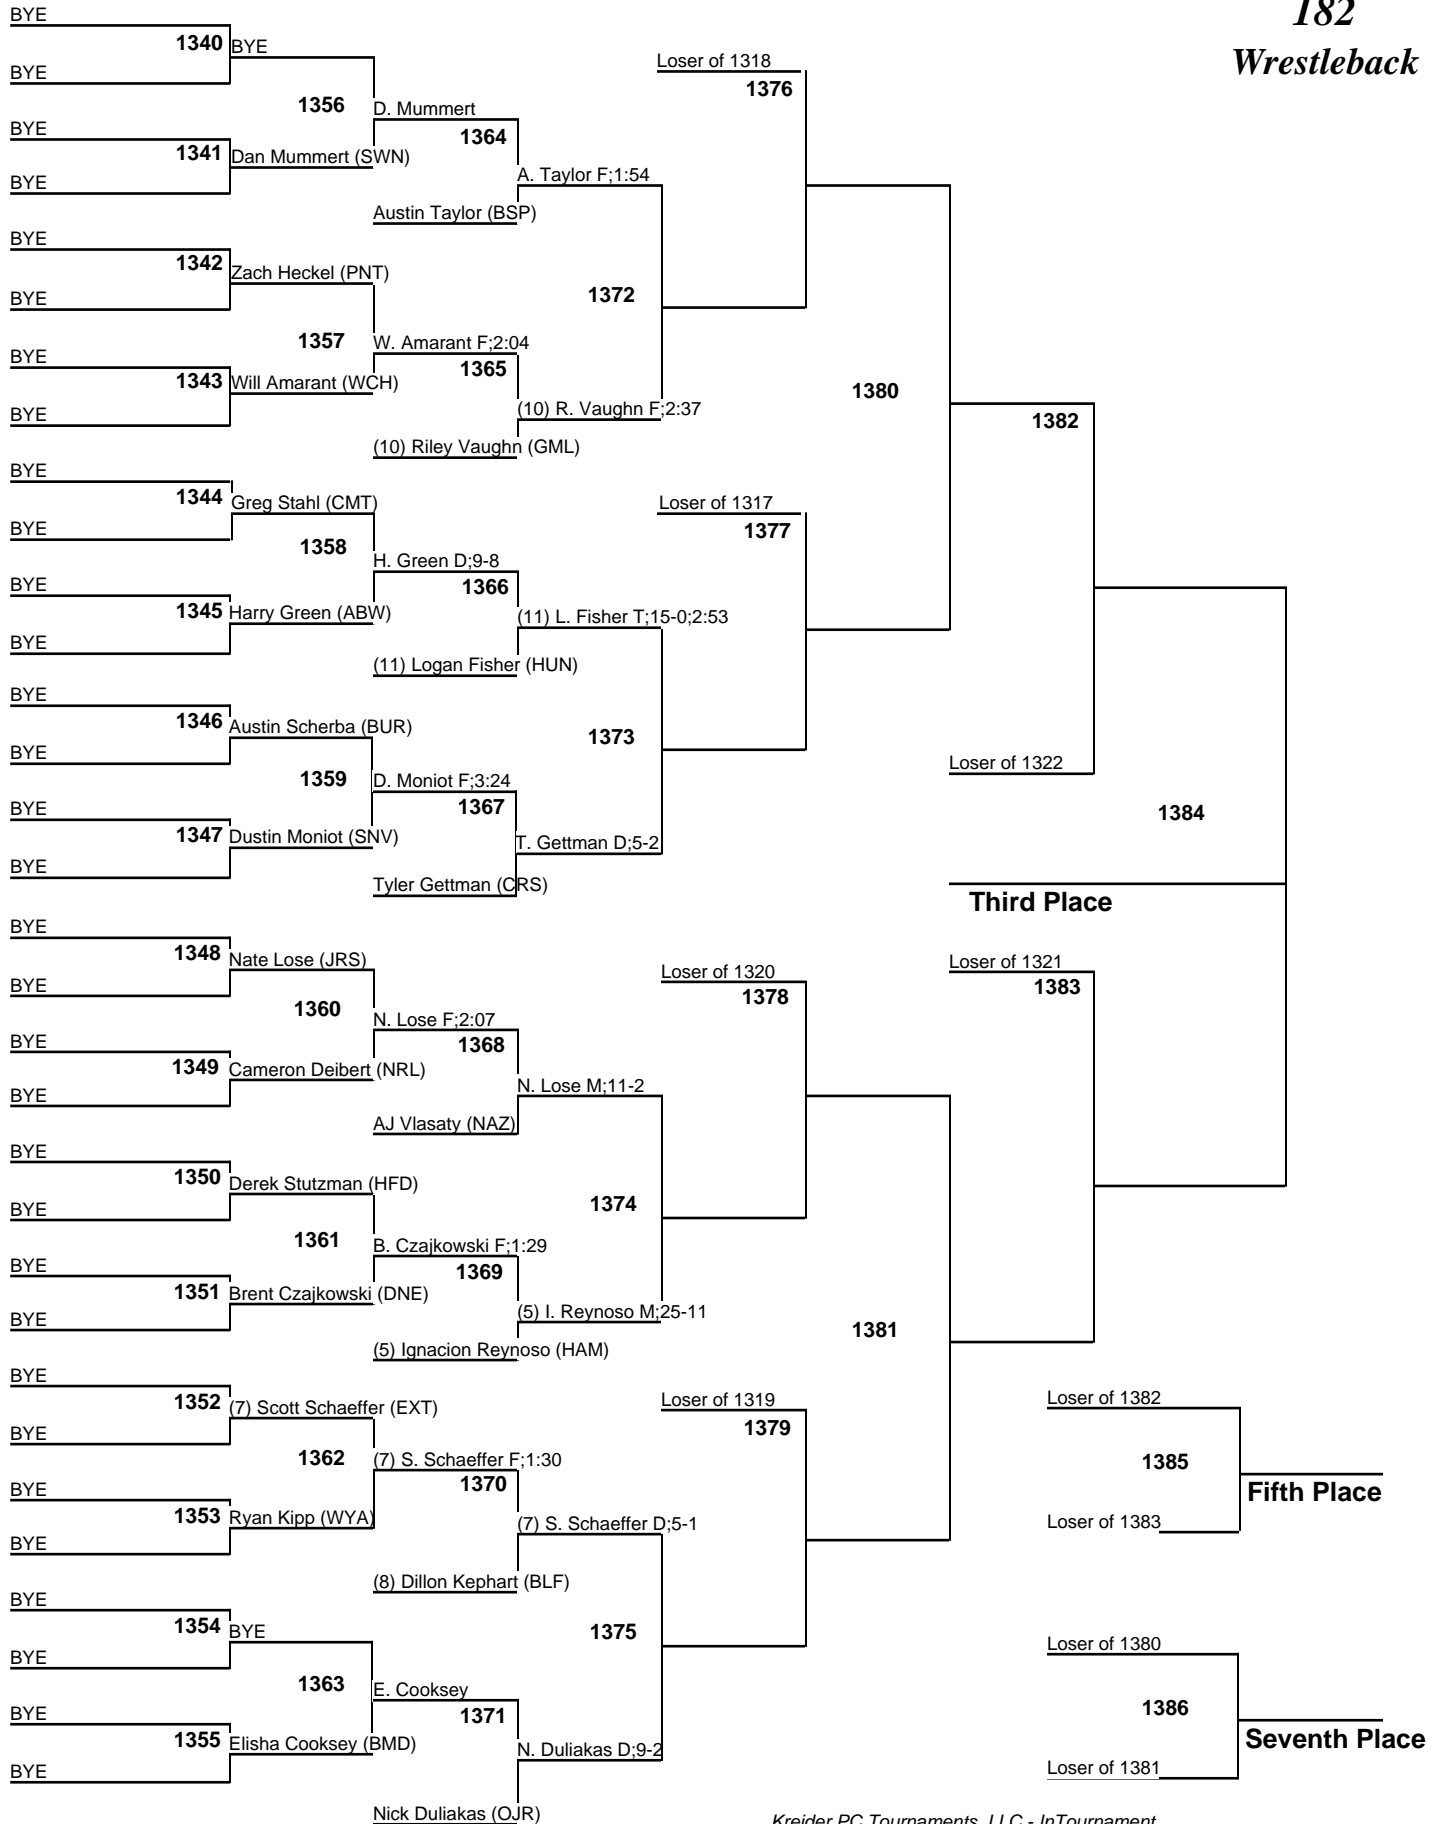 182
Wrestleback
BYE
1340
BYE
BYE
1356
D. Mummert
BYE
1341
Dan Mummert (SWN)
BYE
1364
A. Taylor F;1:54
Austin Taylor (BSP)
Loser of 1318
1376
BYE
1342
Zach Heckel (PNT)
BYE
1357
W. Amarant F;2:04
1372
BYE
1343
Will Amarant (WCH)
BYE
1365
(10) R. Vaughn F;2:37
(10) Riley Vaughn (GML)
1380
1382
BYE
1344
Greg Stahl (CMT)
BYE
1358
H. Green D;9-8
BYE
1345
Harry Green (ABW)
BYE
1366
(11) L. Fisher T;15-0;2:53
(11) Logan Fisher (HUN)
Loser of 1317
1377
BYE
1346
Austin Scherba (BUR)
BYE
1359
D. Moniot F;3:24
1373
BYE
1347
Dustin Moniot (SNV)
BYE
1367
T. Gettman D;5-2
Tyler Gettman (CRS)
Loser of 1322
1384
Third Place
BYE
1348
Nate Lose (JRS)
BYE
1360
N. Lose F;2:07
BYE
1349
Cameron Deibert (NRL)
BYE
1368
N. Lose M;11-2
AJ Vlasaty (NAZ)
Loser of 1320
1378
Loser of 1321
1383
BYE
1350
Derek Stutzman (HFD)
BYE
1361
B. Czajkowski F;1:29
1374
BYE
1351
Brent Czajkowski (DNE)
BYE
1369
(5) I. Reynoso M;25-11
(5) Ignacion Reynoso (HAM)
1381
BYE
1352
(7) Scott Schaeffer (EXT)
BYE
1362
(7) S. Schaeffer F;1:30
BYE
1353
Ryan Kipp (WYA)
BYE
1370
(7) S. Schaeffer D;5-1
(8) Dillon Kephart (BLF)
Loser of 1319
1379
Loser of 1382
1385
Fifth Place
Loser of 1383
BYE
1354
BYE
BYE
1363
E. Cooksey
1375
BYE
1355
Elisha Cooksey (BMD)
BYE
1371
N. Duliakas D;9-2
Nick Duliakas (OJR)
Loser of 1380
1386
Seventh Place
Loser of 1381
Kreider PC Tournaments, LLC - InTournament